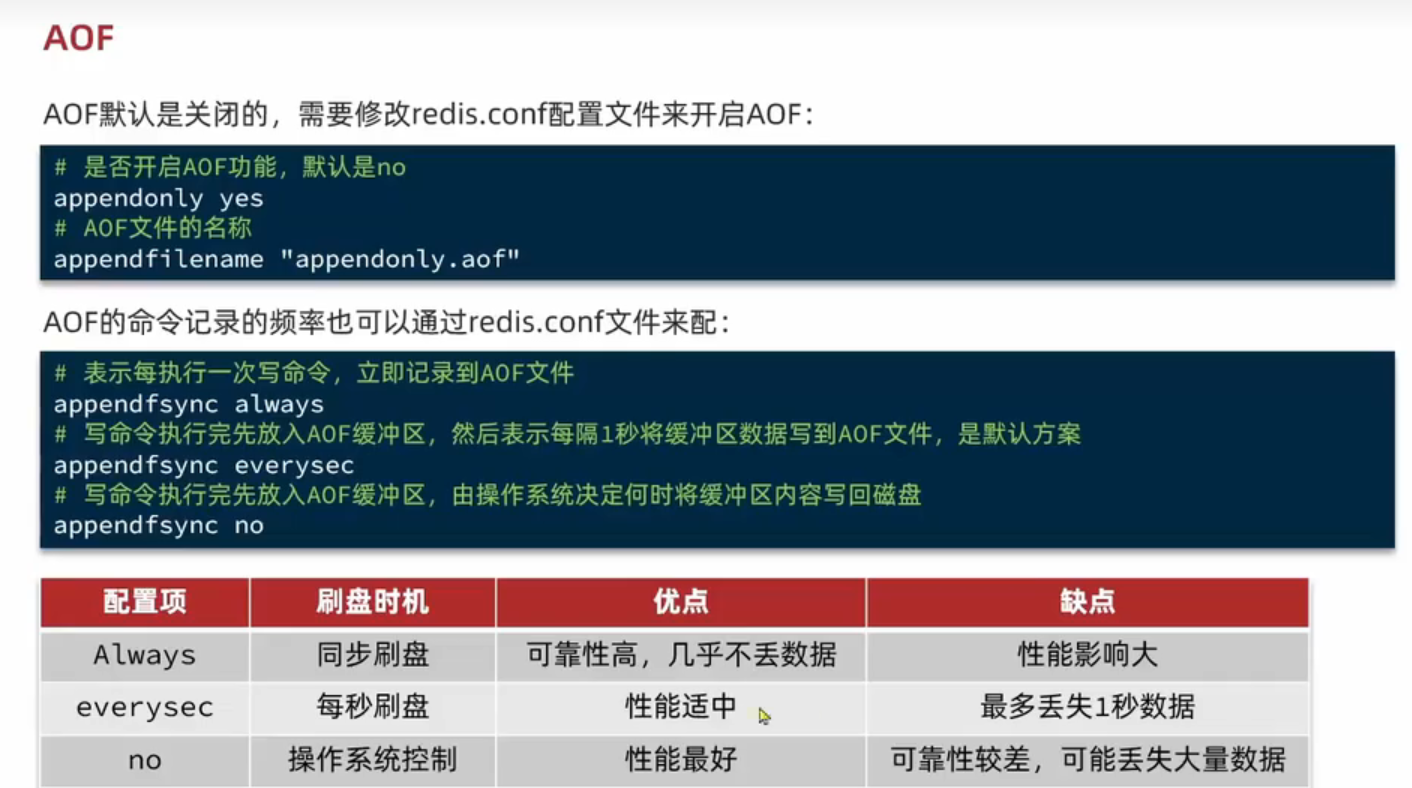 AOF
AOF默认是关闭的，需要修改redis.conf配置文件来开启AOF：
# 是否开启AOF功能，默认是no
appendonly yes
# AOF文件的名称
appendfilename "appendonly.aof"
AOF的命令记录的频率也可以通过redis.conf文件来配：
# 表示每执行一次写命令，立即记录到AOF文件
appendfsync always
# 写命令执行完先放入AOF缓冲区，然后表示每隔1秒将缓冲区数据写到AOF文件，是默认方案
appendfsync everysec
# 写命令执行完先放入AOF缓冲区，由操作系统决定何时将缓冲区内容写回磁盘
appendfsync no
配置项 刷盘时机 优点 缺点
Always 同步刷盘 可靠性高，几乎不丢数据 性能影响大
everysec 每秒刷盘 性能适中 最多丢失1秒数据
no 操作系统控制 性能最好 可靠性较差，可能丢失大量数据